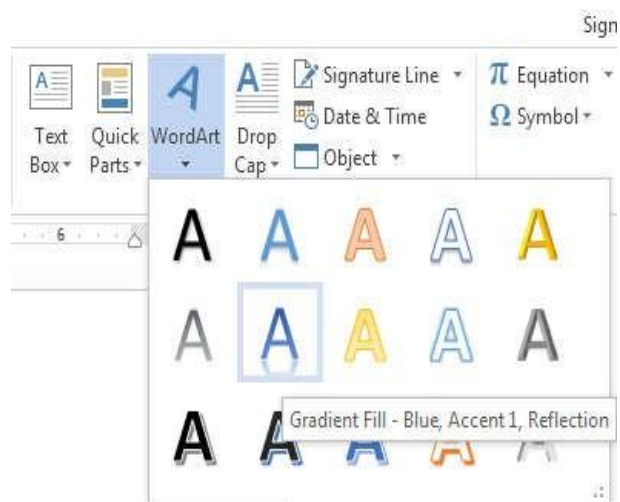 Sign
Text Box
Quick Parts
WordArt
Drop Cap
Signature Line
Date & Time
Object
π Equation
Ω Symbol
6
A A A A A
A A A A A
Gradient Fill - Blue, Accent 1, Reflection
A A A A A